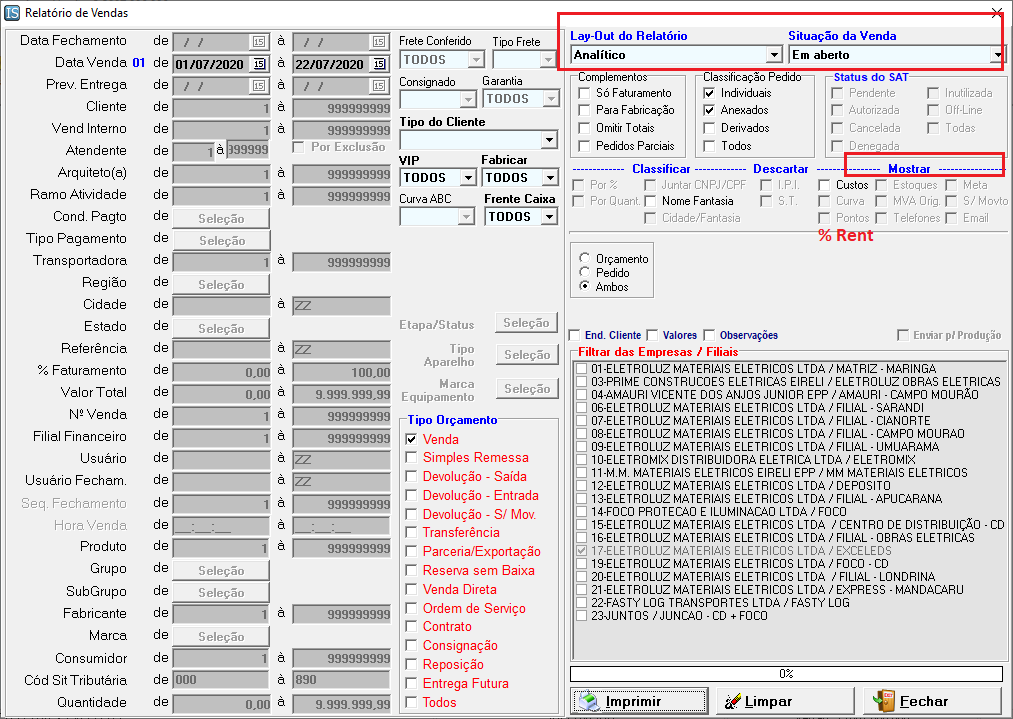 IS Relatório de Vendas
Data Fechamento de / / 15 à / / 15
Data Venda 01 de 01/07/2020 15 à 22/07/2020 15
Prev. Entrega de / / 15 à / / 15
Cliente de 1 à 999999999
Vend Interno de 1 à 999999999
Atendente de 1 à 999999 Por Exclusão
Arquiteto(a) de 1 à 999999999
Ramo Atividade de 1 à 999999999
Cond. Pagto de Seleção
Tipo Pagamento de Seleção
Transportadora de 1 à 999999999
Região de Seleção
Cidade de à ZZ
Estado de Seleção
Referência de à ZZ
% Faturamento de 0,00 à 100,00
Valor Total de 0,00 à 9.999.999,99
Nº Venda de 1 à 999999999
Filial Financeiro de 1 à 999999999
Usuário de à ZZ
Usuário Fecham. de à ZZ
Seq. Fechamento de 1 à 999999999
Hora Venda de __:__:__ à __:__:__
Produto de 1 à 999999999
Grupo de Seleção
SubGrupo de Seleção
Fabricante de 1 à 999999999
Marca de Seleção
Consumidor de 1 à 999999999
Cód Sit Tributária de 000 à 890
Quantidade de 0,00 à 9.999.999,99
Frete Conferido Tipo Frete
TODOS
Consignado Garantia
TODOS
Tipo do Cliente
VIP Fabricar
TODOS TODOS
Curva ABC Frente Caixa
TODOS
Etapa/Status Seleção
Tipo Aparelho Seleção
Marca Equipamento Seleção
Tipo Orçamento
Venda
Simples Remessa
Devolução - Saída
Devolução - Entrada
Devolução - S/ Mov.
Transferência
Parceria/Exportação
Reserva sem Baixa
Venda Direta
Ordem de Serviço
Contrato
Consignação
Reposição
Entrega Futura
Todos
Lay-Out do Relatório Situação da Venda
Analítico Em aberto
Complementos
Só Faturamento
Para Fabricação
Omitir Totais
Pedidos Parciais
Classificação Pedido
Individuais
Anexados
Derivados
Todos
Status do SAT
Pendente Inutilizada
Autorizada Off-Line
Cancelada Todas
Denegada
Classificar Descartar Mostrar
Por % Juntar CNPJ/CPF I.P.I. Custos Estoques Meta
Por Quant. Nome Fantasia S.T. Curva MVA Orig. S/ Movto
Cidade/Fantasia Pontos Telefones Email
% Rent
Orçamento
Pedido
Ambos
End. Cliente Valores Observações Enviar p/ Produção
Filtrar das Empresas / Filiais
01-ELETROLUZ MATERIAIS ELETRICOS LTDA / MATRIZ - MARINGA
03-PRIME CONSTRUCOES ELETRICAS EIRELI / ELETROLUZ OBRAS ELETRICAS
04-AMAURI VICENTE DOS ANJOS JUNIOR EPP / AMAURI - CAMPO MOURÃO
06-ELETROLUZ MATERIAIS ELETRICOS LTDA / FILIAL - SARANDI
07-ELETROLUZ MATERIAIS ELETRICOS LTDA / FILIAL - CIANORTE
08-ELETROLUZ MATERIAIS ELETRICOS LTDA / FILIAL - CAMPO MOURAO
09-ELETROLUZ MATERIAIS ELETRICOS LTDA / FILIAL - UMUARAMA
10-ELETROMIX DISTRIBUIDORA ELETRICA LTDA / ELETROMIX
11-M.M. MATERIAIS ELETRICOS EIRELI EPP / MM MATERIAIS ELETRICOS
12-ELETROLUZ MATERIAIS ELETRICOS LTDA / DEPOSITO
13-ELETROLUZ MATERIAIS ELETRICOS LTDA / FILIAL - APUCARANA
14-FOCO PROTECAO E ILUMINACAO LTDA / FOCO
15-ELETROLUZ MATERIAIS ELETRICOS LTDA / CENTRO DE DISTRIBUIÇÃO - CD
16-ELETROLUZ MATERIAIS ELETRICOS LTDA / FILIAL - OBRAS ELETRICAS
17-ELETROLUZ MATERIAIS ELETRICOS LTDA / EXCELEDS
19-ELETROLUZ MATERIAIS ELETRICOS LTDA / FOCO - CD
20-ELETROLUZ MATERIAIS ELETRICOS LTDA / FILIAL - LONDRINA
21-ELETROLUZ MATERIAIS ELETRICOS LTDA / EXPRESS - MANDACARU
22-FASTY LOG TRANSPORTES LTDA / FASTY LOG
23-JUNTOS / JUNCAO - CD + FOCO
0%
Imprimir Limpar Fechar